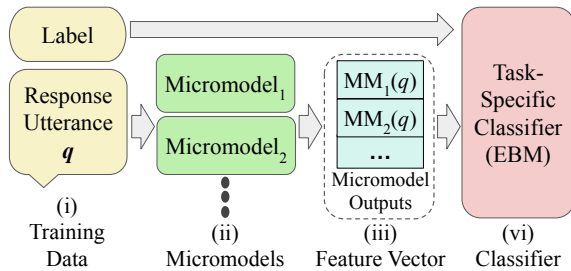 Label
Response
Utterance
q
Micromodel1
Micromodel2
MM1(q)
MM2(q)
...
Micromodel
Outputs
Task-
Specific
Classifier
(EBM)
(i)
Training
Data
(ii)
Micromodels
(iii)
Feature Vector
(vi)
Classifier